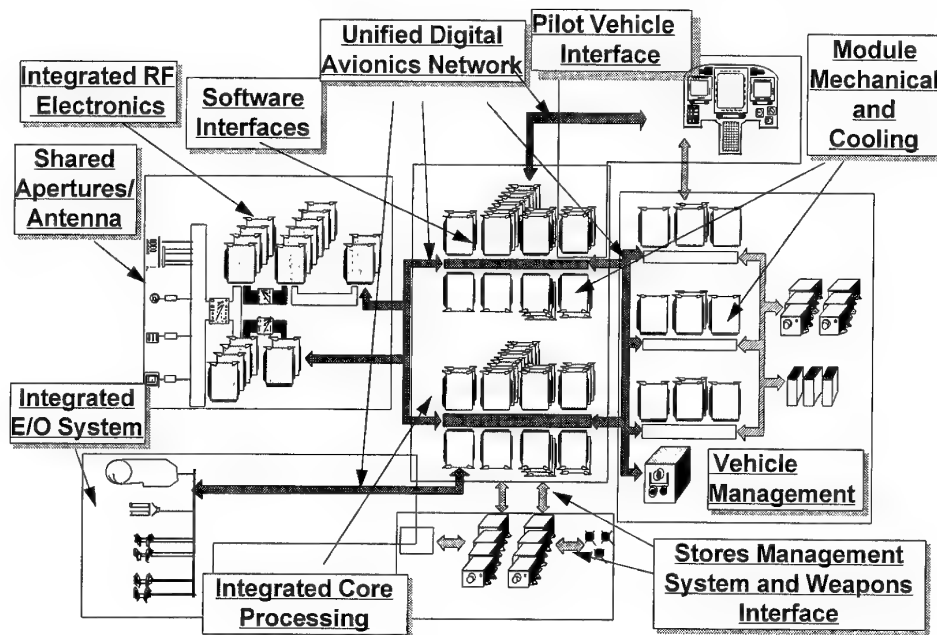 Unified Digital
Avionics Network
Pilot Vehicle
Interface
Module
Mechanical
and
Cooling
Integrated RF
Electronics
Software
Interfaces
Shared
Apertures/
Antenna
Integrated
E/O System
Vehicle
Management
Integrated Core
Processing
Stores Management
System and Weapons
Interface